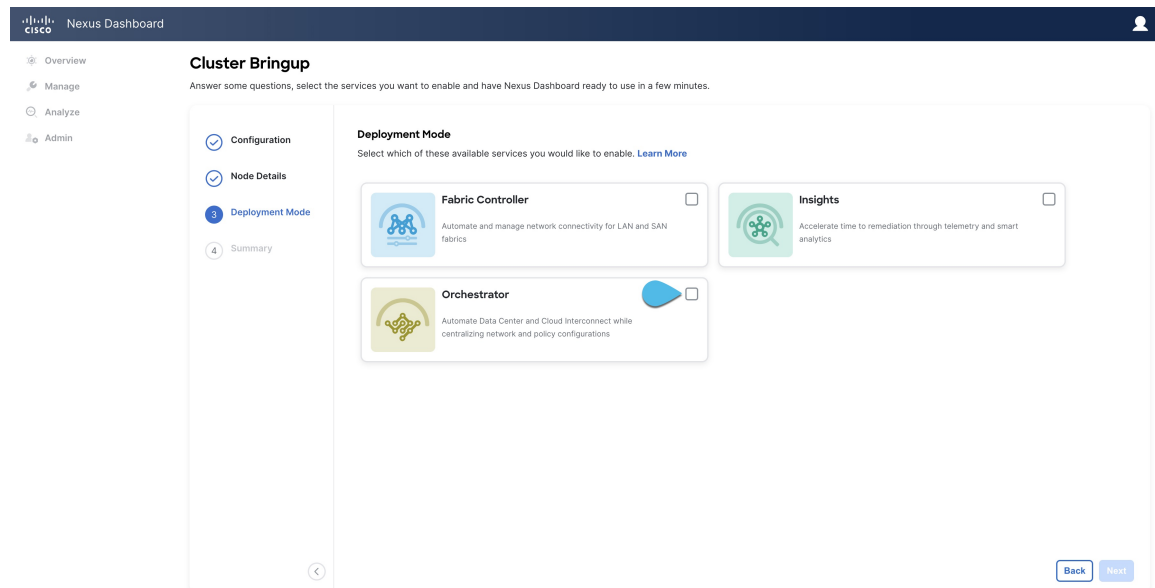 CISCO
Nexus Dashboard
Overview
Manage
Analyze
Admin
Cluster Bringup
Answer some questions, select the services you want to enable and have Nexus Dashboard ready to use in a few minutes.
Configuration
Node Details
3 Deployment Mode
4 Summary
Deployment Mode
Select which of these available services you would like to enable. Learn More
Fabric Controller
Automate and manage network connectivity for LAN and SAN
fabrics
Insights
Accelerate time to remediation through telemetry and smart
analytics
Orchestrator
Automate Data Center and Cloud Interconnect while
centralizing network and policy configurations
Back
Next